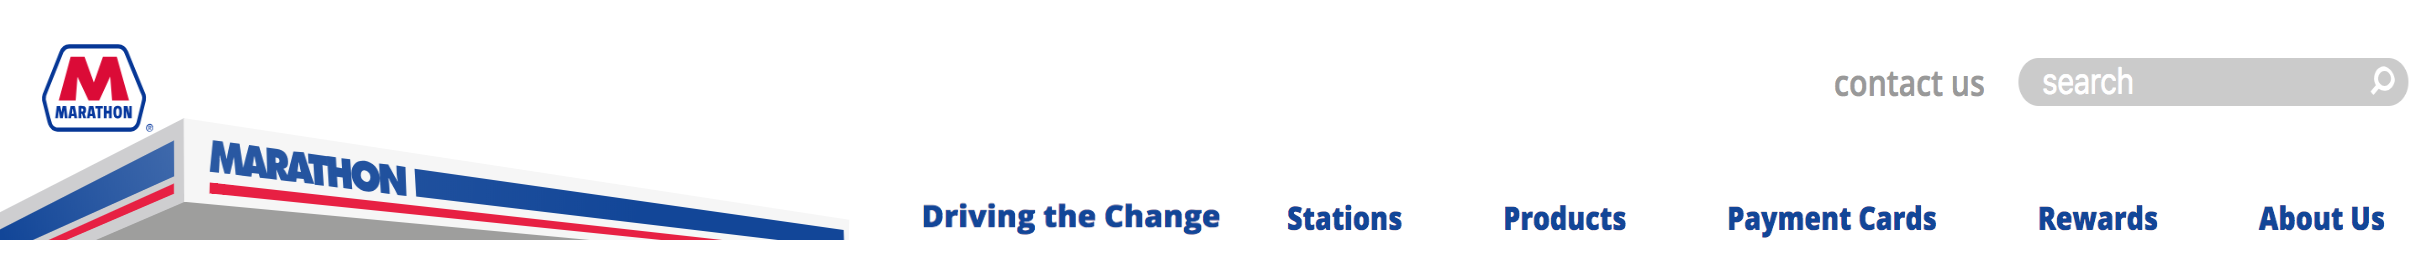 M
MARATHON
®
MARATHON
contact us
search
Driving the Change Stations Products Payment Cards Rewards About Us